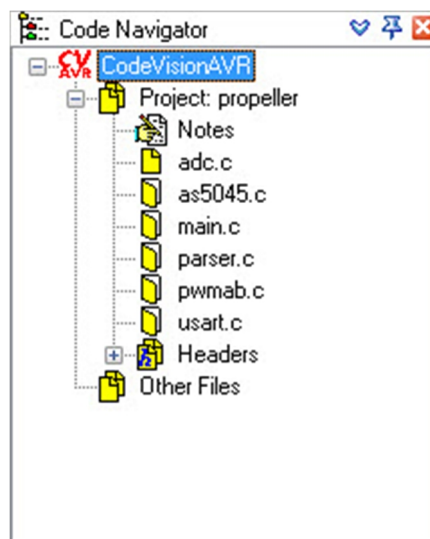 Code Navigator
CV AVR CodeVisionAVR
Project: propeller
Notes
adc.c
as5045.c
main.c
parser.c
pwmab.c
usart.c
Headers
Other Files